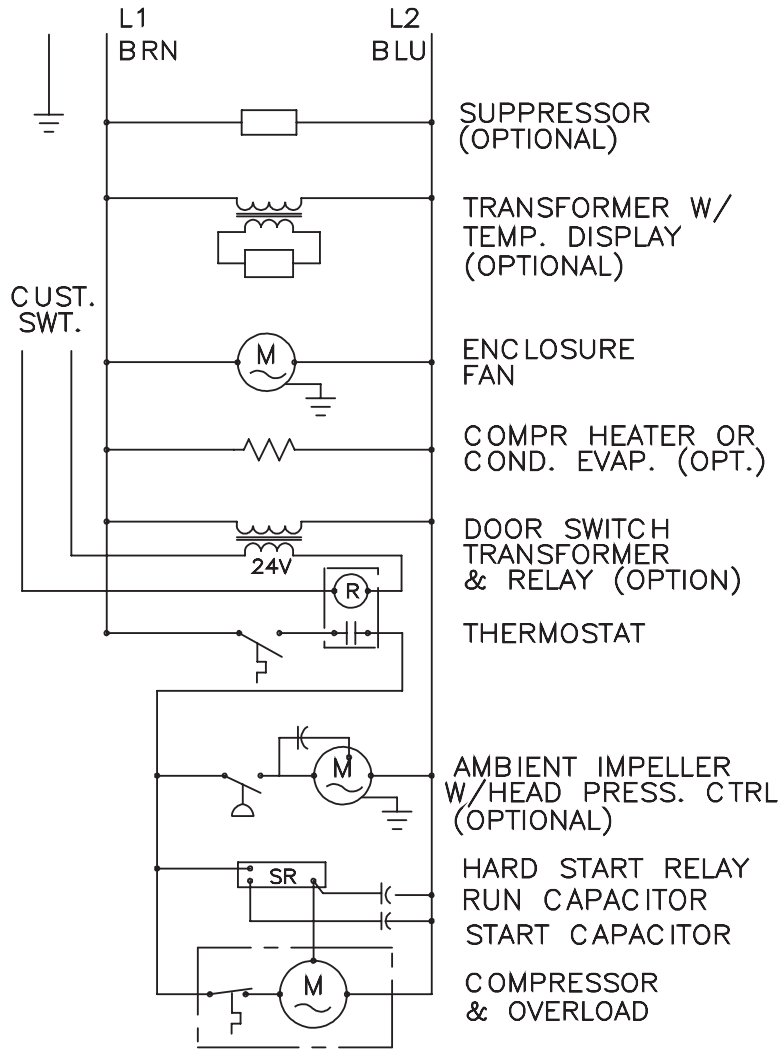 L1
L2
BRN
BLU
SUPPRESSOR
(OPTIONAL)
TRANSFORMER W/
TEMP. DISPLAY
(OPTIONAL)
CUST.
SWT.
M
ENCLOSURE
FAN
COMPR HEATER OR
COND. EVAP. (OPT.)
24V
DOOR SWITCH
TRANSFORMER
& RELAY (OPTION)
R
THERMOSTAT
M
AMBIENT IMPELLER
W/HEAD PRESS. CTRL
(OPTIONAL)
SR
HARD START RELAY
RUN CAPACITOR
START CAPACITOR
M
COMPRESSOR
& OVERLOAD